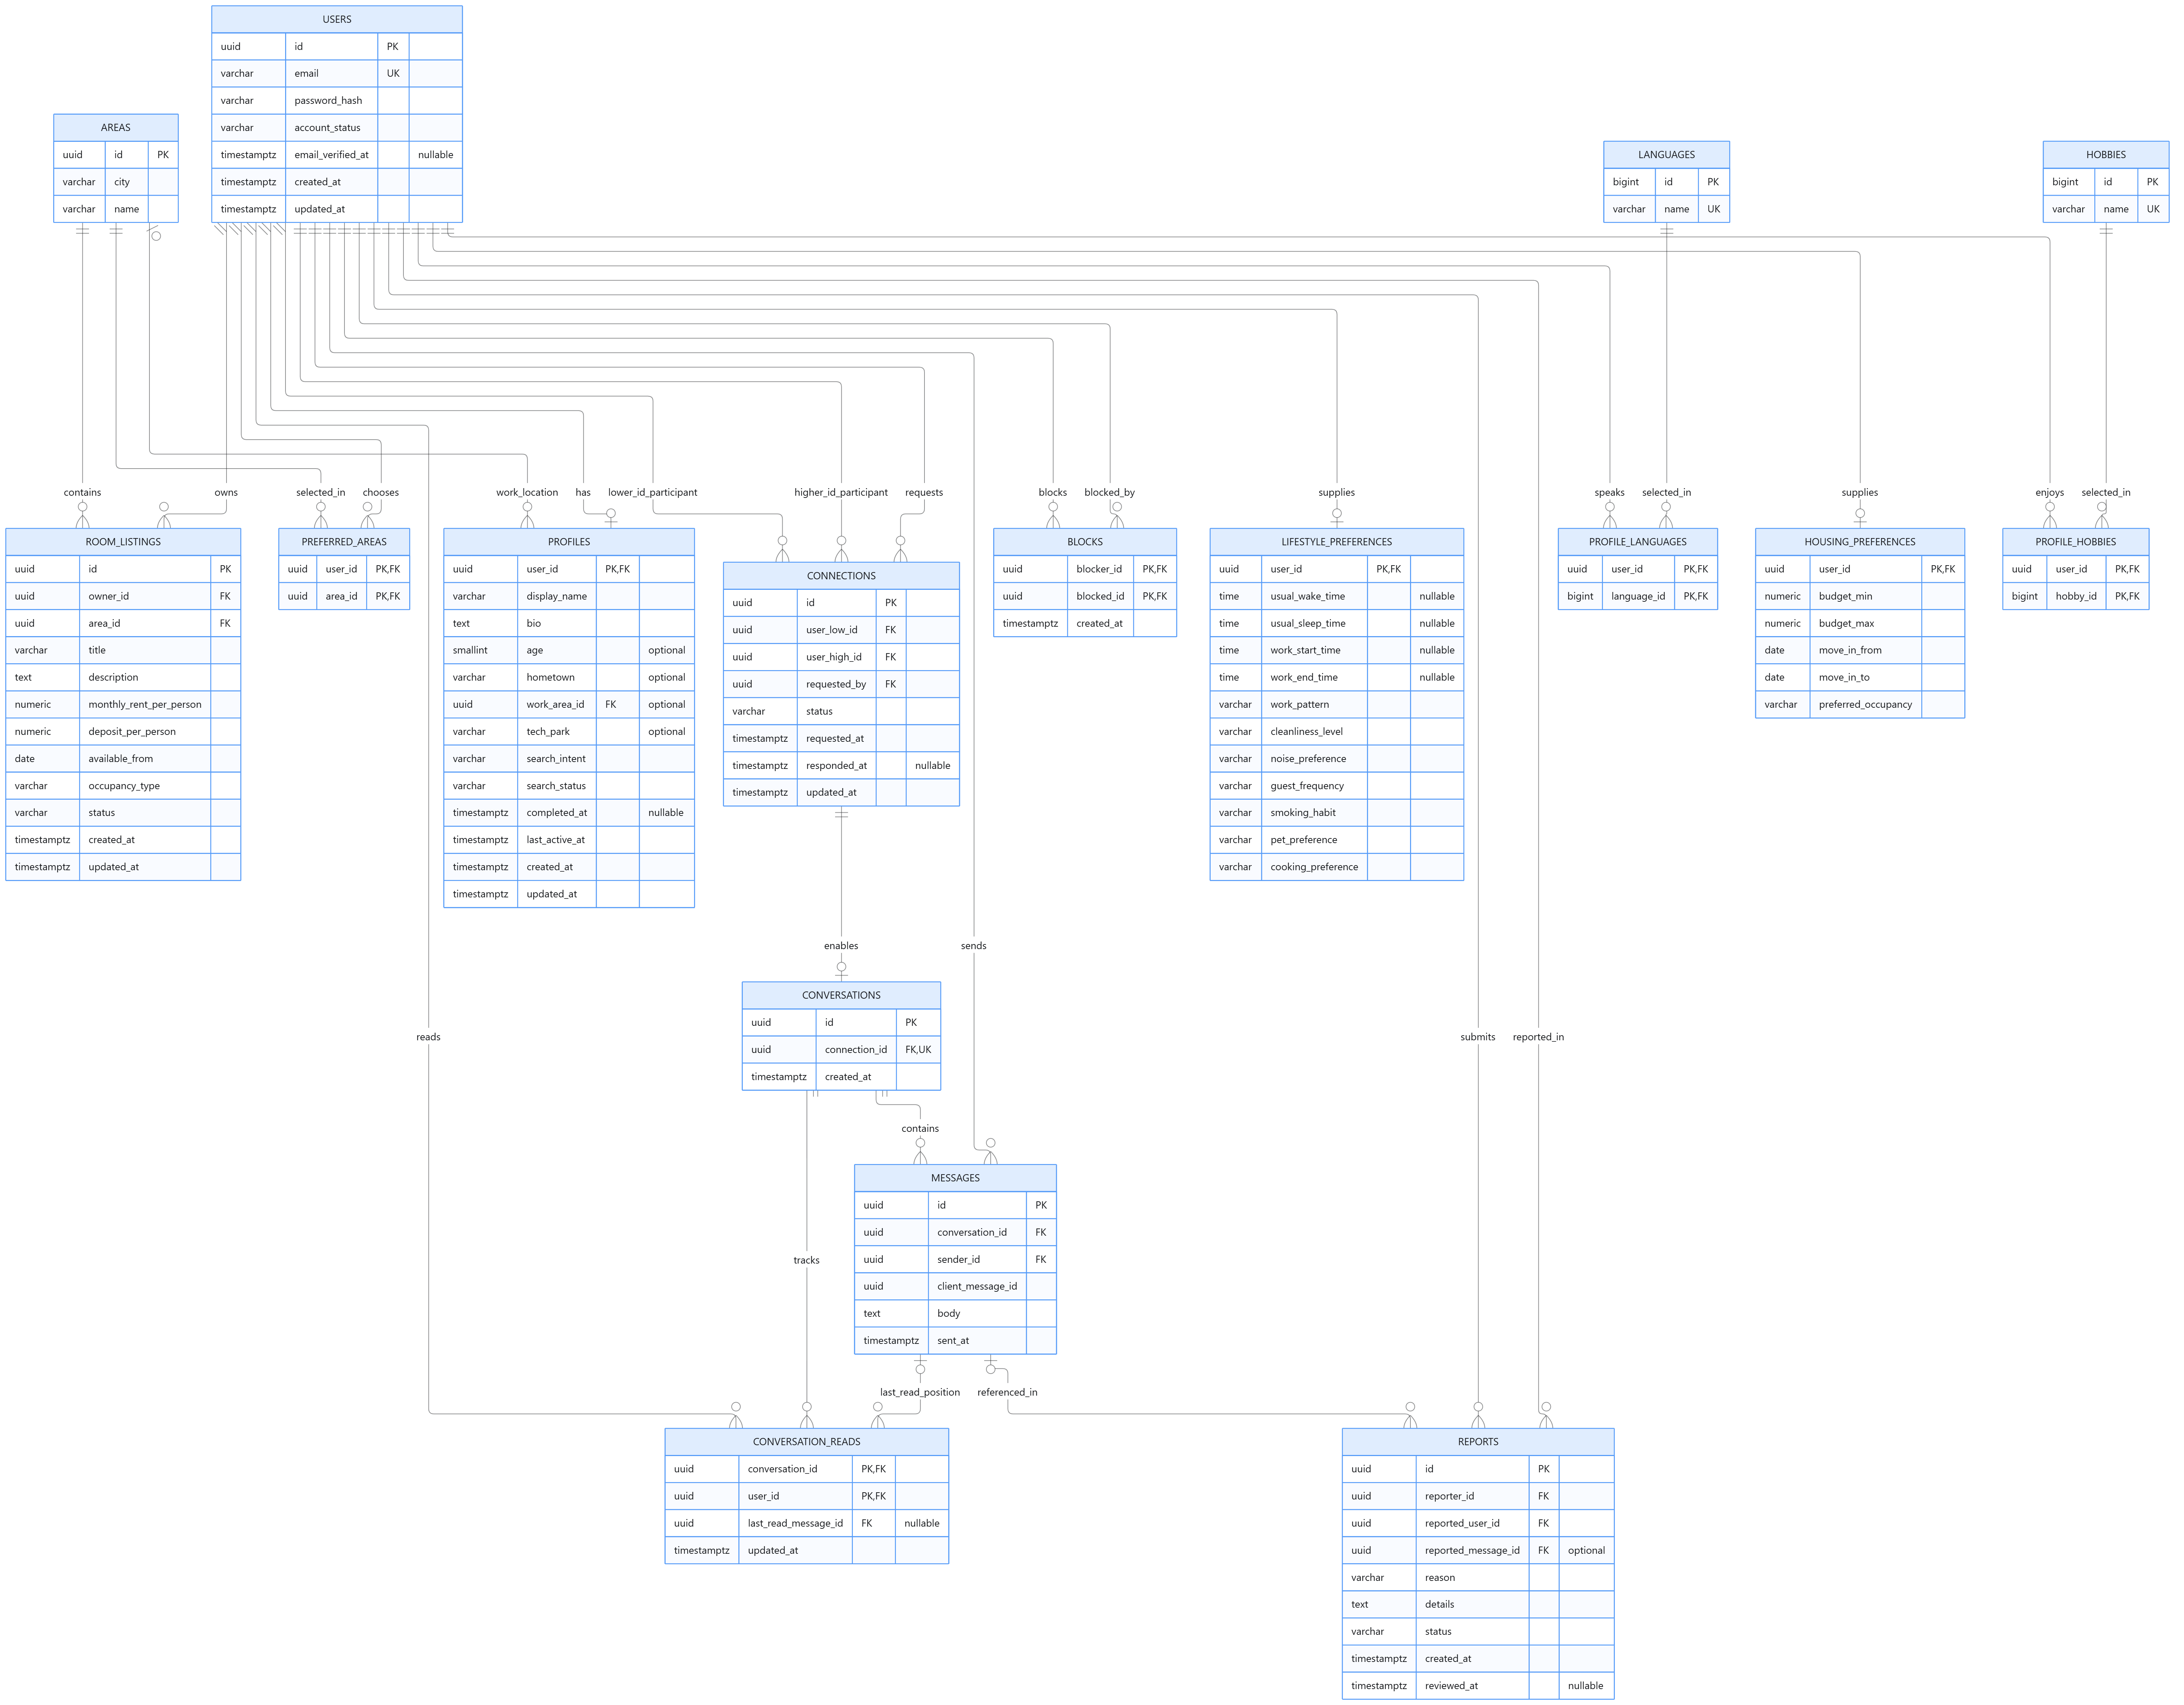 USERS
uuid id PK
varchar email UK
varchar password_hash
varchar account_status
timestamptz email_verified_at nullable
timestamptz created_at
timestamptz updated_at
AREAS
uuid id PK
varchar city
varchar name
LANGUAGES
bigint id PK
varchar name UK
HOBBIES
bigint id PK
varchar name UK
contains
owns
selected_in
chooses
work_location
has
lower_id_participant
higher_id_participant
requests
blocks
blocked_by
supplies
speaks
selected_in
supplies
enjoys
selected_in
ROOM_LISTINGS
uuid id PK
uuid owner_id FK
uuid area_id FK
varchar title
text description
numeric monthly_rent_per_person
numeric deposit_per_person
date available_from
varchar occupancy_type
varchar status
timestamptz created_at
timestamptz updated_at
PREFERRED_AREAS
uuid user_id PK,FK
uuid area_id PK,FK
PROFILES
uuid user_id PK,FK
varchar display_name
text bio
smallint age optional
varchar hometown optional
uuid work_area_id FK optional
varchar tech_park optional
varchar search_intent
varchar search_status
timestamptz completed_at nullable
timestamptz last_active_at
timestamptz created_at
timestamptz updated_at
CONNECTIONS
uuid id PK
uuid user_low_id FK
uuid user_high_id FK
uuid requested_by FK
varchar status
timestamptz requested_at
timestamptz responded_at nullable
timestamptz updated_at
BLOCKS
uuid blocker_id PK,FK
uuid blocked_id PK,FK
timestamptz created_at
LIFESTYLE_PREFERENCES
uuid user_id PK,FK
time usual_wake_time nullable
time usual_sleep_time nullable
time work_start_time nullable
time work_end_time nullable
varchar work_pattern
varchar cleanliness_level
varchar noise_preference
varchar guest_frequency
varchar smoking_habit
varchar pet_preference
varchar cooking_preference
PROFILE_LANGUAGES
uuid user_id PK,FK
bigint language_id PK,FK
HOUSING_PREFERENCES
uuid user_id PK,FK
numeric budget_min
numeric budget_max
date move_in_from
date move_in_to
varchar preferred_occupancy
PROFILE_HOBBIES
uuid user_id PK,FK
bigint hobby_id PK,FK
enables
sends
CONVERSATIONS
uuid id PK
uuid connection_id FK,UK
timestamptz created_at
reads
submits
reported_in
contains
MESSAGES
uuid id PK
uuid conversation_id FK
uuid sender_id FK
uuid client_message_id
text body
timestamptz sent_at
tracks
last_read_position
referenced_in
CONVERSATION_READS
uuid conversation_id PK,FK
uuid user_id PK,FK
uuid last_read_message_id FK nullable
timestamptz updated_at
REPORTS
uuid id PK
uuid reporter_id FK
uuid reported_user_id FK
uuid reported_message_id FK optional
varchar reason
text details
varchar status
timestamptz created_at
timestamptz reviewed_at nullable